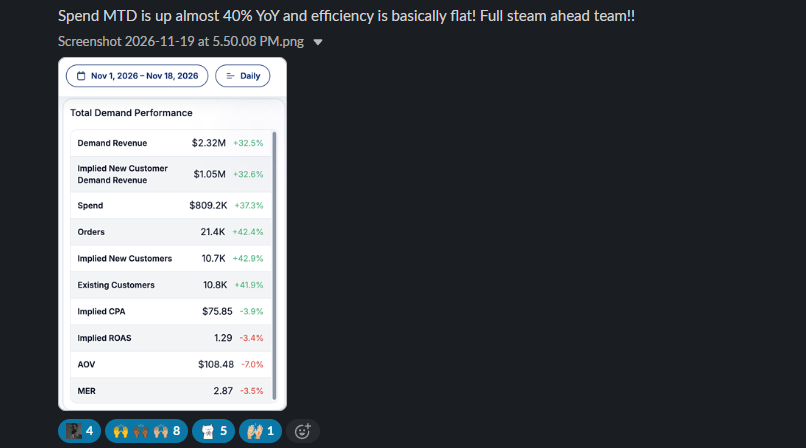 Spend MTD is up almost 40% YoY and efficiency is basically flat! Full steam ahead team!!
Screenshot 2026-11-19 at 5.50.08 PM.png
Nov 1, 2026 – Nov 18, 2026 Daily
Total Demand Performance
Demand Revenue $2.32M +32.5%
Implied New Customer
Demand Revenue $1.05M +32.6%
Spend $809.2K +37.3%
Orders 21.4K +42.4%
Implied New Customers 10.7K +42.9%
Existing Customers 10.8K +41.9%
Implied CPA $75.85 -3.9%
Implied ROAS 1.29 -3.4%
AOV $108.48 -7.0%
MER 2.87 -3.5%
4 8 5 1